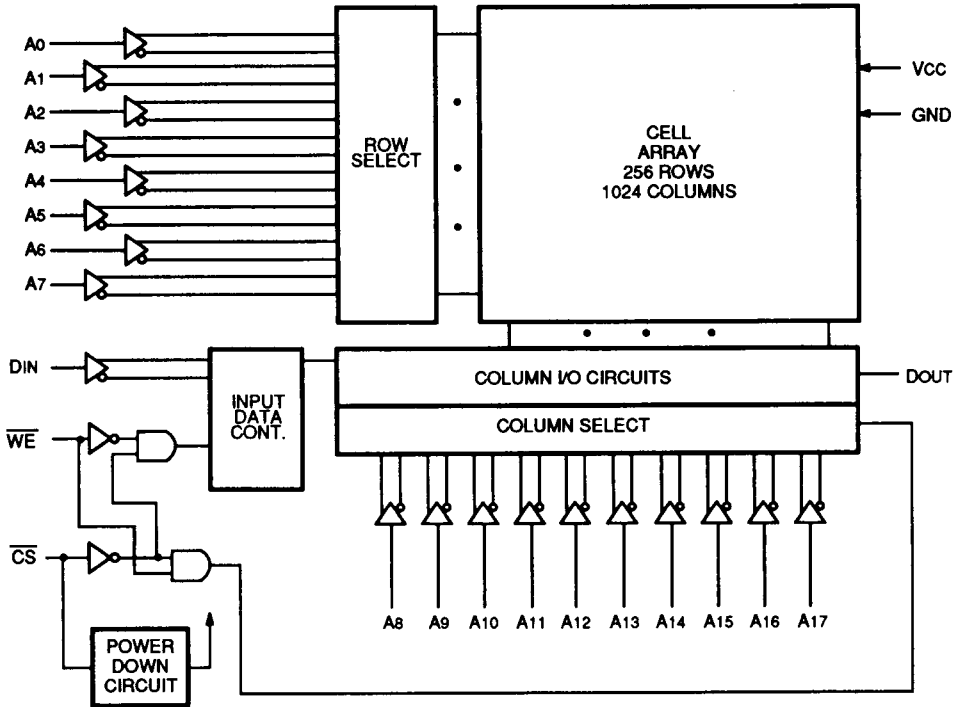 A0
A1
A2
A3
A4
A5
A6
A7
ROW
SELECT
CELL
ARRAY
256 ROWS
1024 COLUMNS
VCC
GND
DIN
WE
CS
INPUT
DATA
CONT.
COLUMN I/O CIRCUITS
COLUMN SELECT
DOUT
A8 A9 A10 A11 A12 A13 A14 A15 A16 A17
POWER
DOWN
CIRCUIT